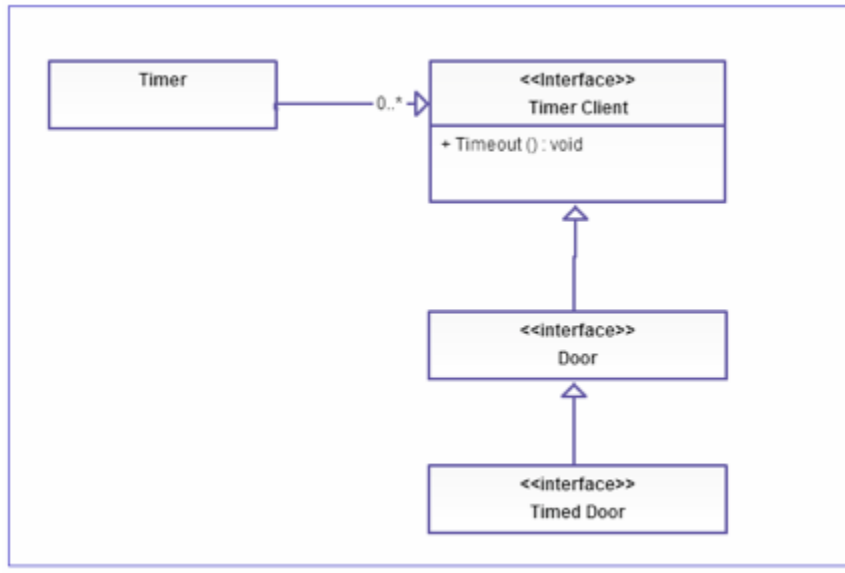 Timer
0..*
<<Interface>>
Timer Client
+ Timeout () : void
<<interface>>
Door
<<interface>>
Timed Door